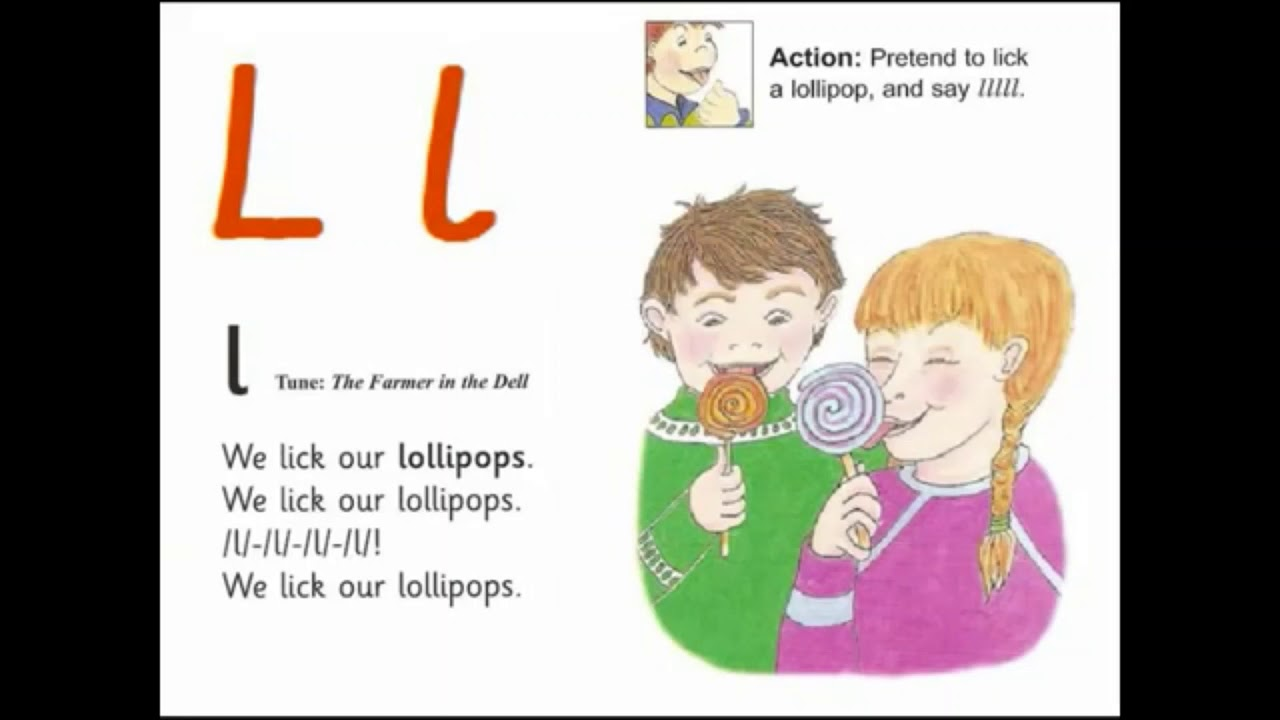 L l
Action: Pretend to lick
a lollipop, and say lllll.
l Tune: The Farmer in the Dell
We lick our lollipops.
We lick our lollipops.
/l/-/l/-/l/-/l/!
We lick our lollipops.